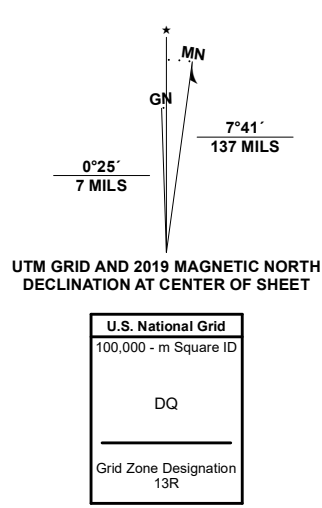 ★
MN
GN
7°41´
137 MILS
0°25´
7 MILS
UTM GRID AND 2019 MAGNETIC NORTH
DECLINATION AT CENTER OF SHEET
U.S. National Grid
100,000 - m Square ID
DQ
Grid Zone Designation
13R